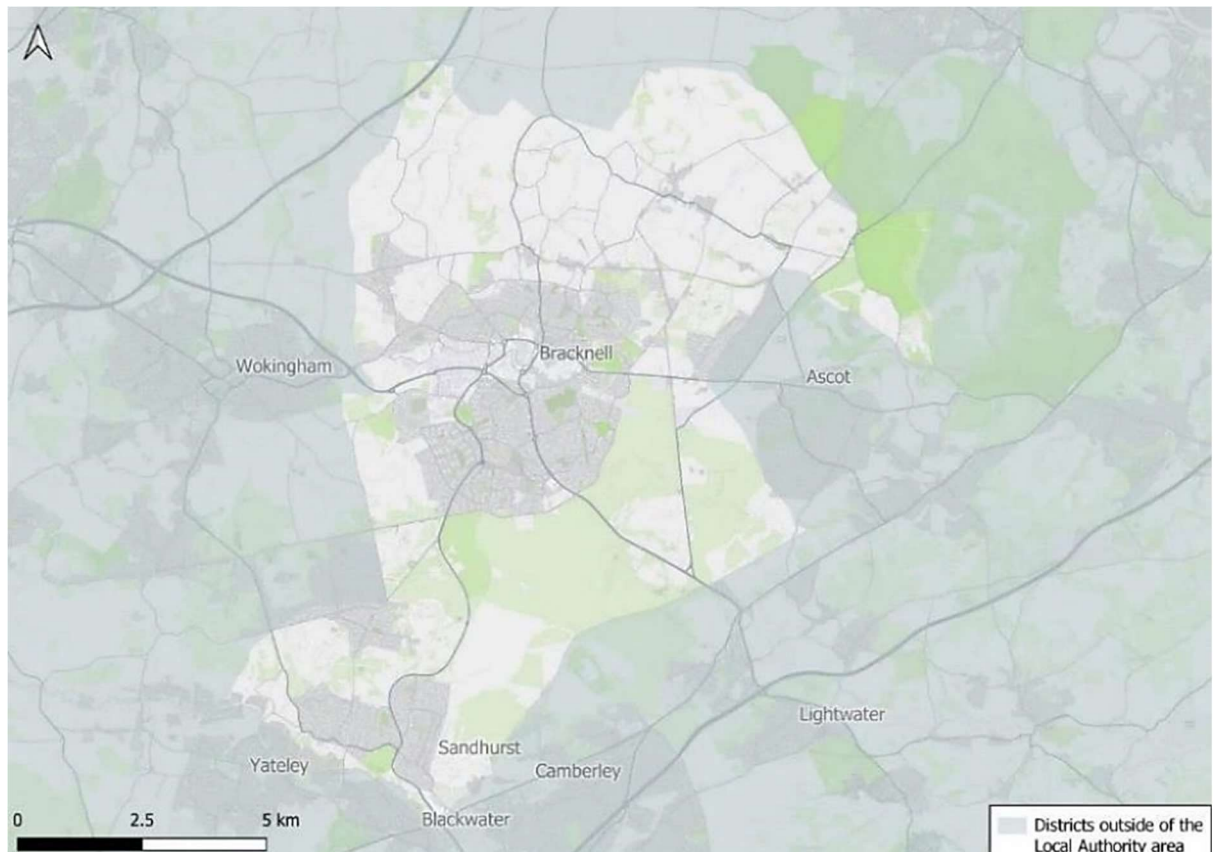 Bracknell
Wokingham
Ascot
Lightwater
Sandhurst
Yateley
Camberley
Blackwater
0 2.5 5 km
Districts outside of the
Local Authority area